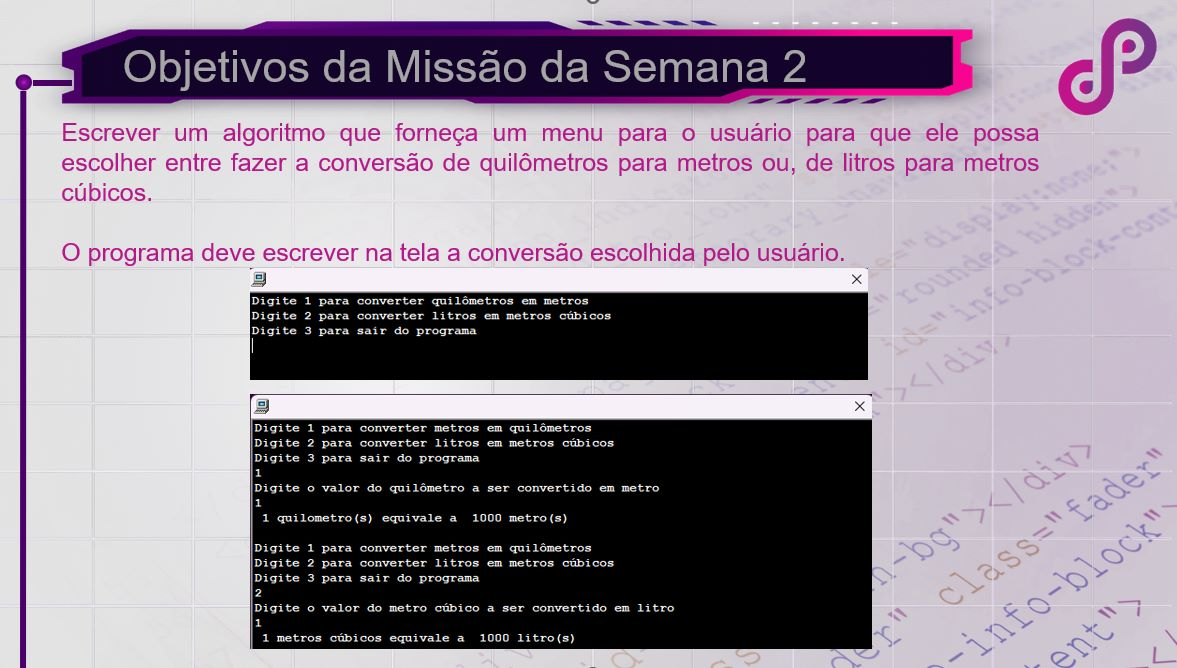 Objetivos da Missão da Semana 2
Escrever um algoritmo que forneça um menu para o usuário para que ele possa
escolher entre fazer a conversão de quilômetros para metros ou, de litros para metros
cúbicos.
O programa deve escrever na tela a conversão escolhida pelo usuário.
Digite 1 para converter quilômetros em metros
Digite 2 para converter litros em metros cúbicos
Digite 3 para sair do programa
Digite 1 para converter metros em quilômetros
Digite 2 para converter litros em metros cúbicos
Digite 3 para sair do programa
1
Digite o valor do quilômetro a ser convertido em metro
1
1 quilometro(s) equivale a 1000 metro(s)
Digite 1 para converter metros em quilômetros
Digite 2 para converter litros em metros cúbicos
Digite 3 para sair do programa
2
Digite o valor do metro cúbico a ser convertido em litro
1
1 metros cúbicos equivale a 1000 litro(s)